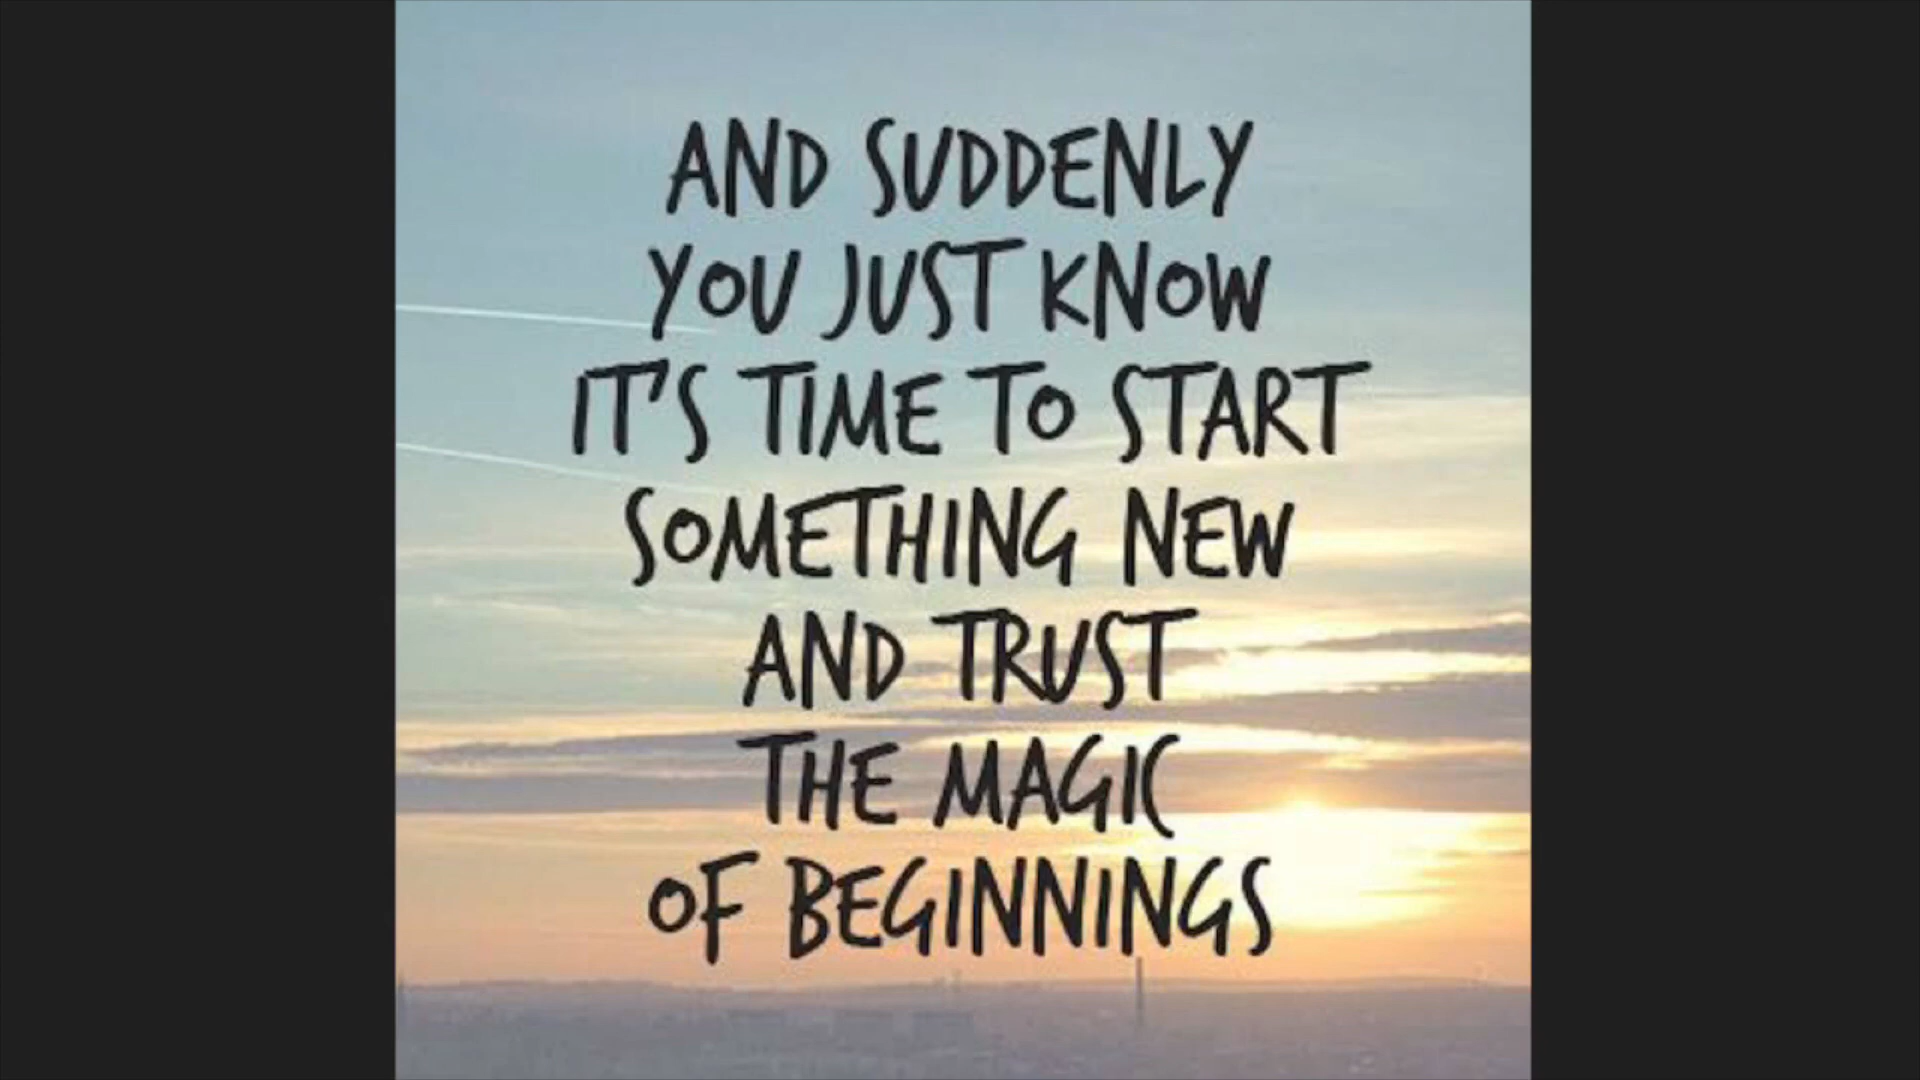 AND SUDDENLY
YOU JUST KNOW
IT'S TIME TO START
SOMETHING NEW
AND TRUST
THE MAGIC
OF BEGINNINGS